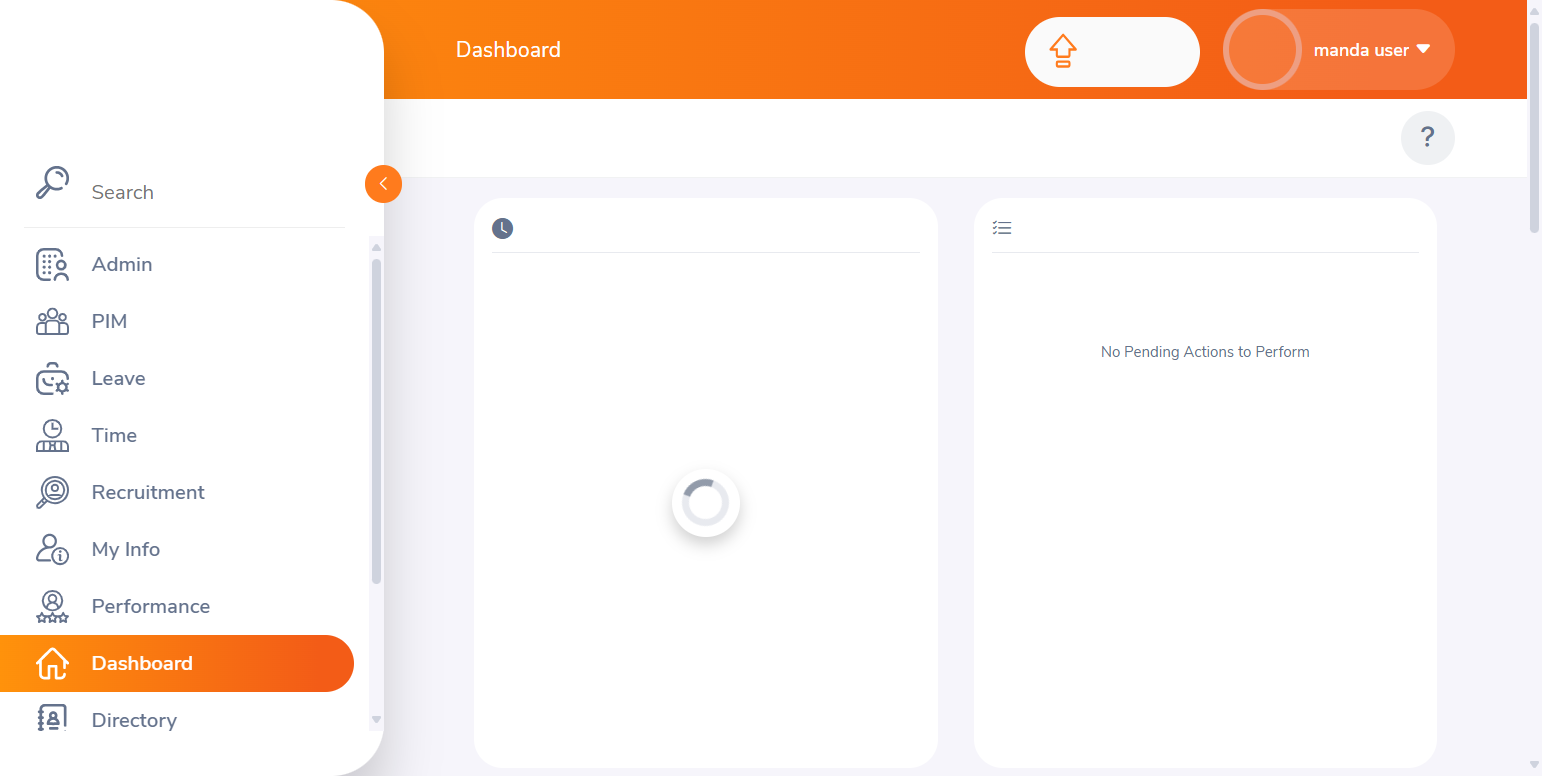 Dashboard
manda user
?
Search
Admin
PIM
Leave
Time
Recruitment
My Info
Performance
Dashboard
Directory
No Pending Actions to Perform